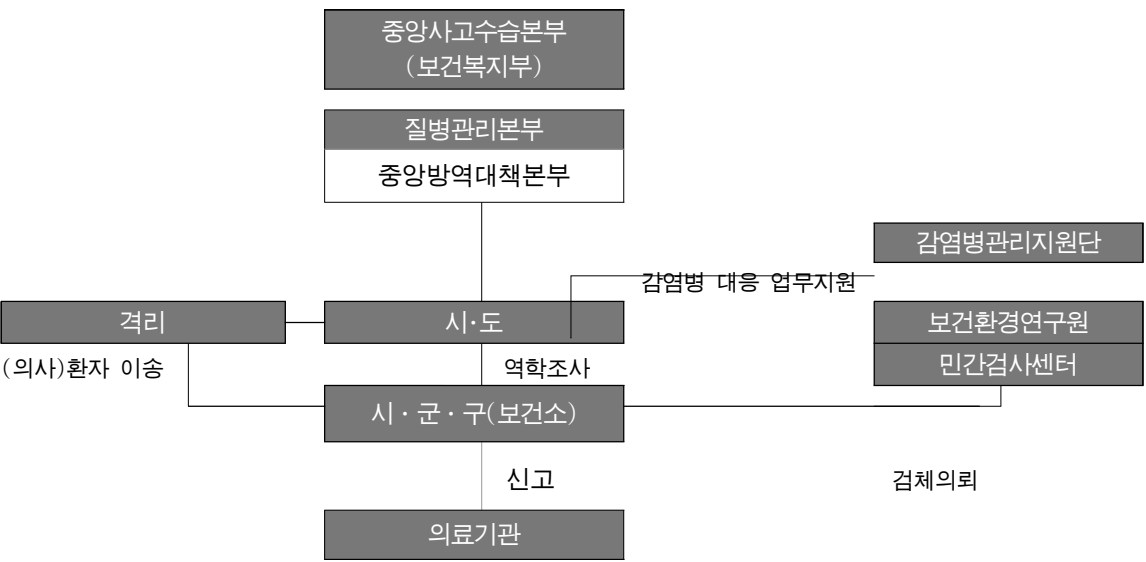 중앙사고수습본부
(보건복지부)
질병관리본부
중앙방역대책본부
감염병관리지원단
감염병 대응 업무지원
격리
시·도
보건환경연구원
(의사)환자 이송
역학조사
민간검사센터
시·군·구(보건소)
신고
검체의뢰
의료기관